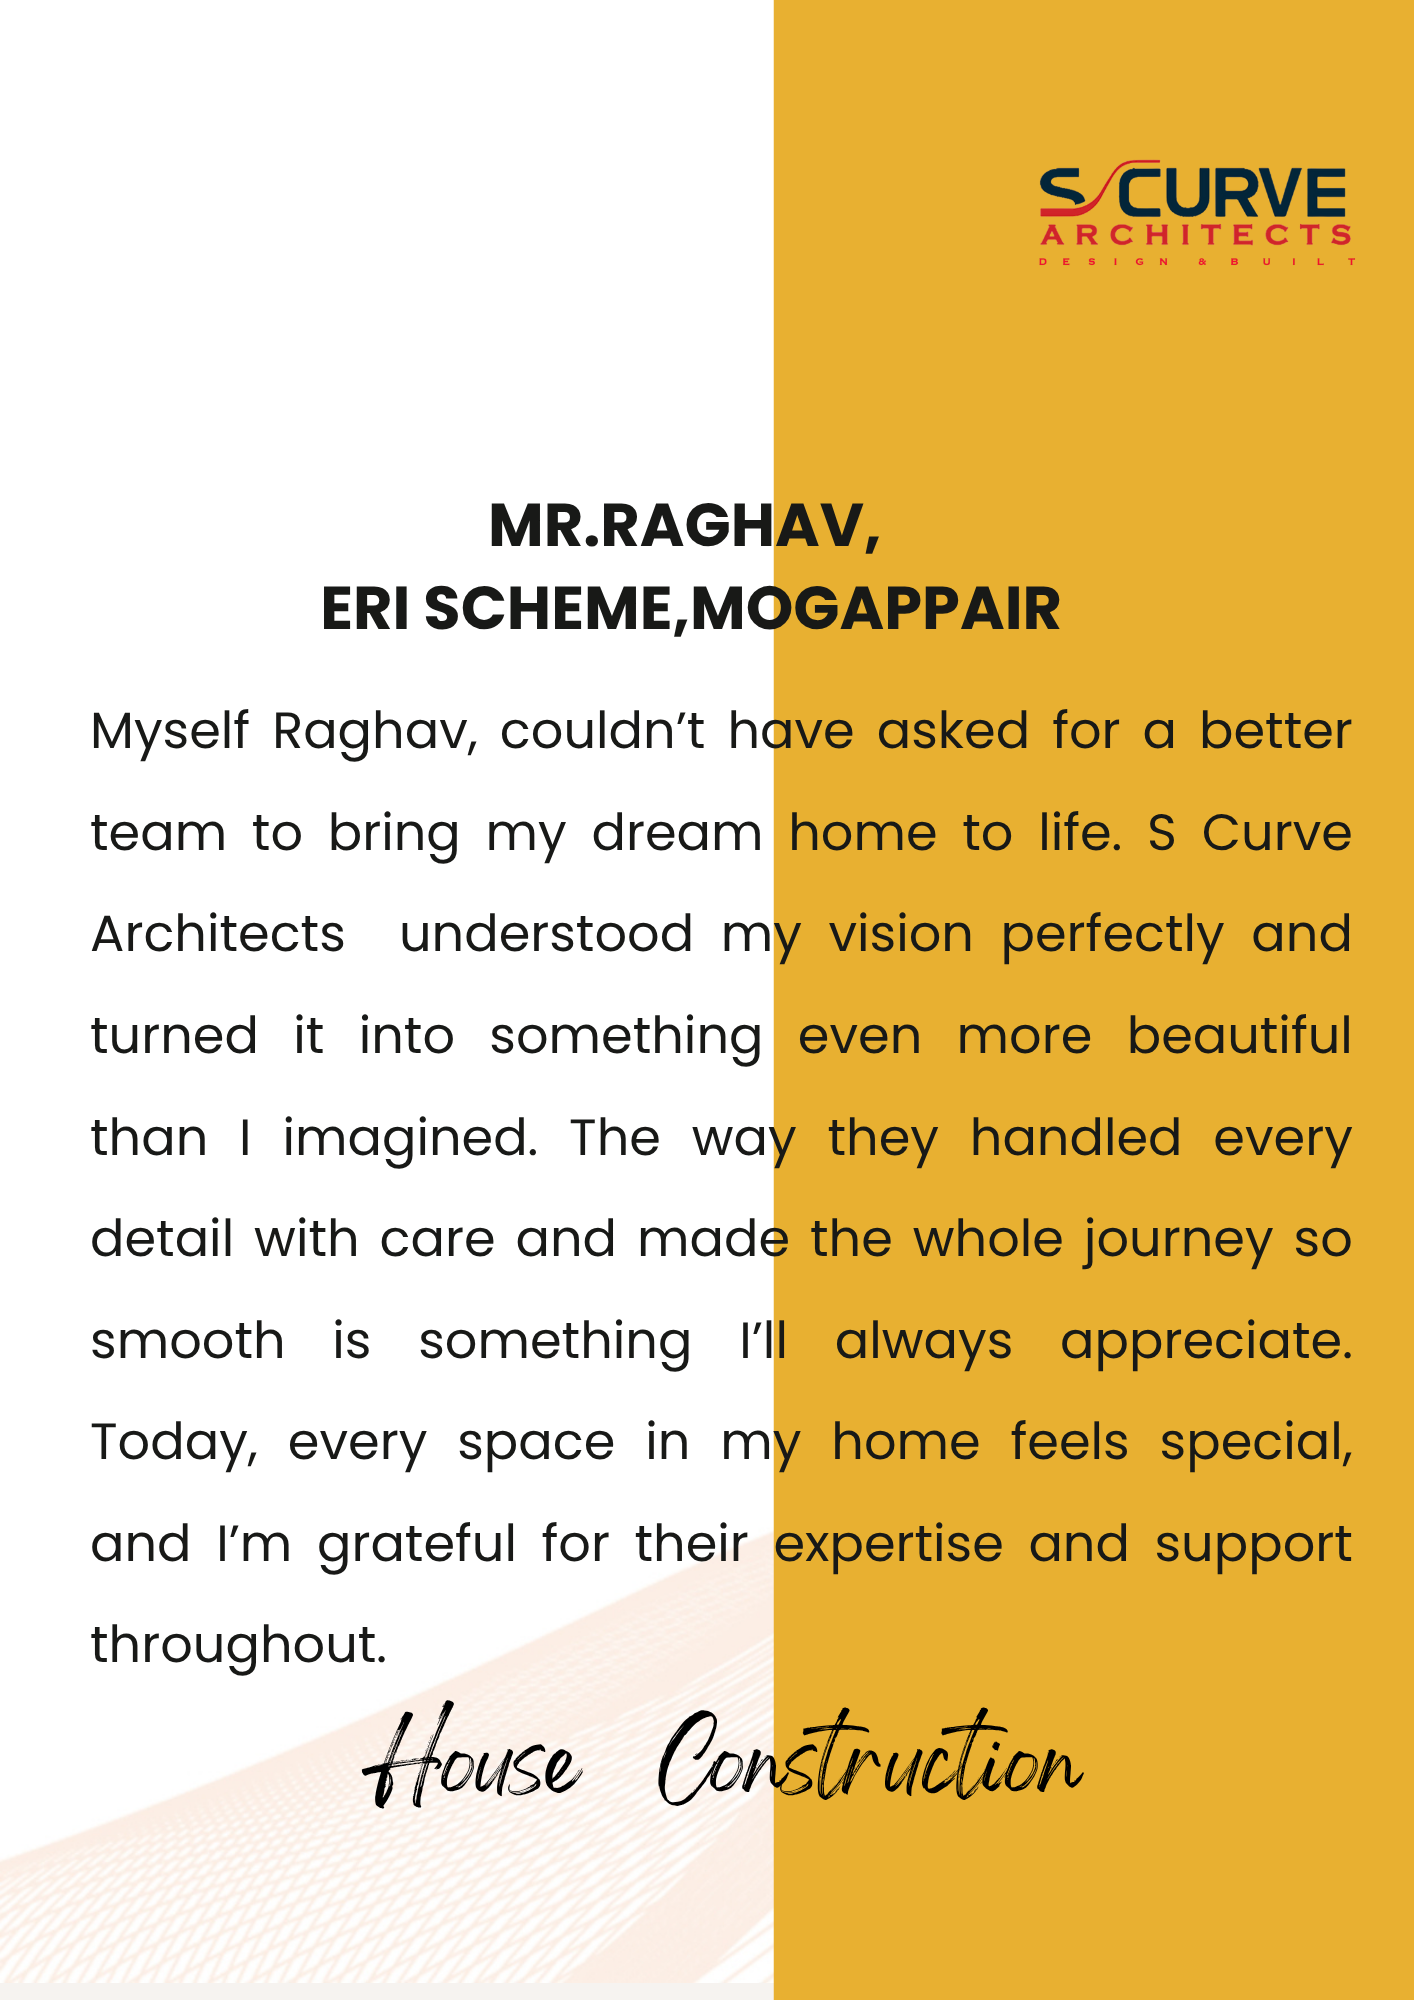 S CURVE
ARCHITECTS
DESIGN & BUILT
MR.RAGHAV,
ERI SCHEME,MOGAPPAIR
Myself Raghav, couldn’t have asked for a better
team to bring my dream home to life. S Curve
Architects understood my vision perfectly and
turned it into something even more beautiful
than I imagined. The way they handled every
detail with care and made the whole journey so
smooth is something I’ll always appreciate.
Today, every space in my home feels special,
and I’m grateful for their expertise and support
throughout.
House Construction